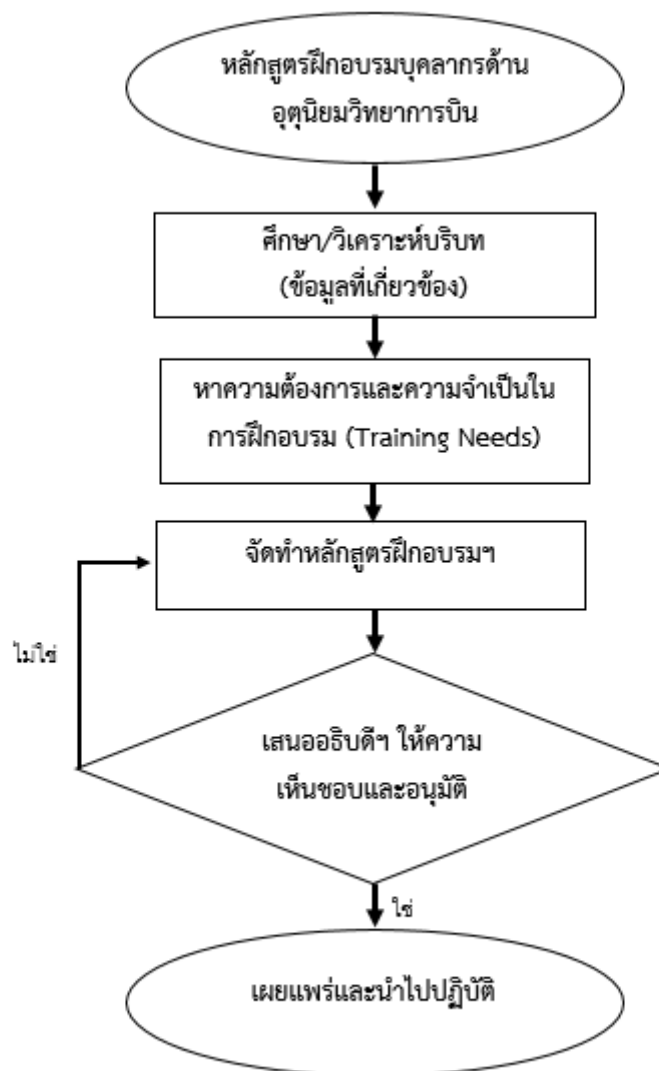 หลักสูตรฝึกอบรมบุคลากรด้าน
อุตุนิยมวิทยาการบิน
ศึกษา/วิเคราะห์บริบท
(ข้อมูลที่เกี่ยวข้อง)
หาความต้องการและความจำเป็นใน
การฝึกอบรม (Training Needs)
จัดทำหลักสูตรฝึกอบรมฯ
ไม่ใช่
เสนออธิบดีฯ ให้ความ
เห็นชอบและอนุมัติ
ใช่
เผยแพร่และนำไปปฏิบัติ